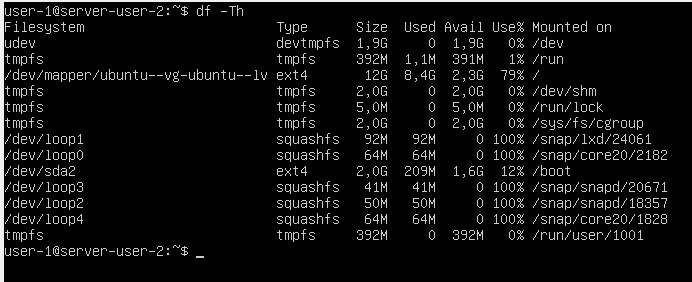 user-1@server-user-2:~$ df -Th
Filesystem                        Type      Size  Used Avail Use% Mounted on
udev                              devtmpfs  1,9G     0  1,9G   0% /dev
tmpfs                             tmpfs     392M  1,1M  391M   1% /run
/dev/mapper/ubuntu--vg-ubuntu--lv ext4       12G  8,4G  2,3G  79% /
tmpfs                             tmpfs     2,0G     0  2,0G   0% /dev/shm
tmpfs                             tmpfs     5,0M     0  5,0M   0% /run/lock
tmpfs                             tmpfs     2,0G     0  2,0G   0% /sys/fs/cgroup
/dev/loop1                        squashfs   92M   92M     0 100% /snap/lxd/24061
/dev/loop0                        squashfs   64M   64M     0 100% /snap/core20/2182
/dev/sda2                         ext4      2,0G  209M  1,6G  12% /boot
/dev/loop3                        squashfs   41M   41M     0 100% /snap/snapd/20671
/dev/loop2                        squashfs   50M   50M     0 100% /snap/snapd/18357
/dev/loop4                        squashfs   64M   64M     0 100% /snap/core20/1828
tmpfs                             tmpfs     392M     0  392M   0% /run/user/1001
user-1@server-user-2:~$ _